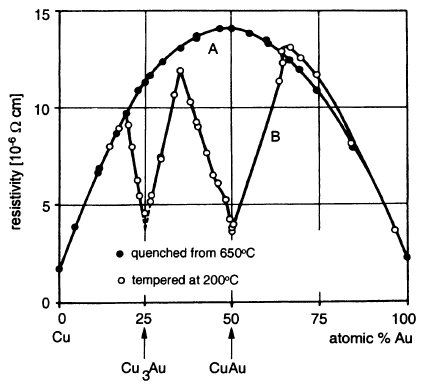 15
10
5
0
resistivity [10⁻⁶ Ω cm]
A
B
● quenched from 650°C
○ tempered at 200°C
0 25 50 75 100
Cu atomic % Au
Cu₃Au CuAu